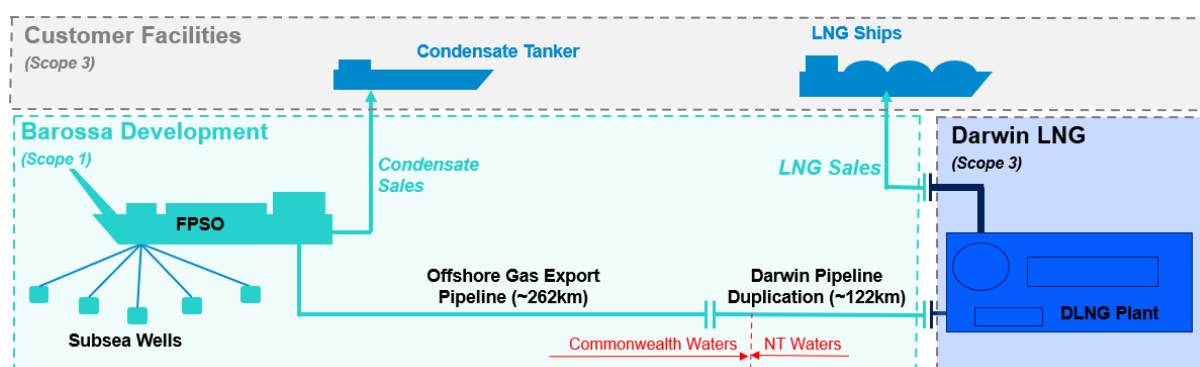 Customer Facilities
(Scope 3)
Condensate Tanker
LNG Ships
Barossa Development
(Scope 1)
Condensate
Sales
LNG Sales
Darwin LNG
(Scope 3)
FPSO
Subsea Wells
Offshore Gas Export
Pipeline (~262km)
Darwin Pipeline
Duplication (~122km)
DLNG Plant
Commonwealth Waters
NT Waters